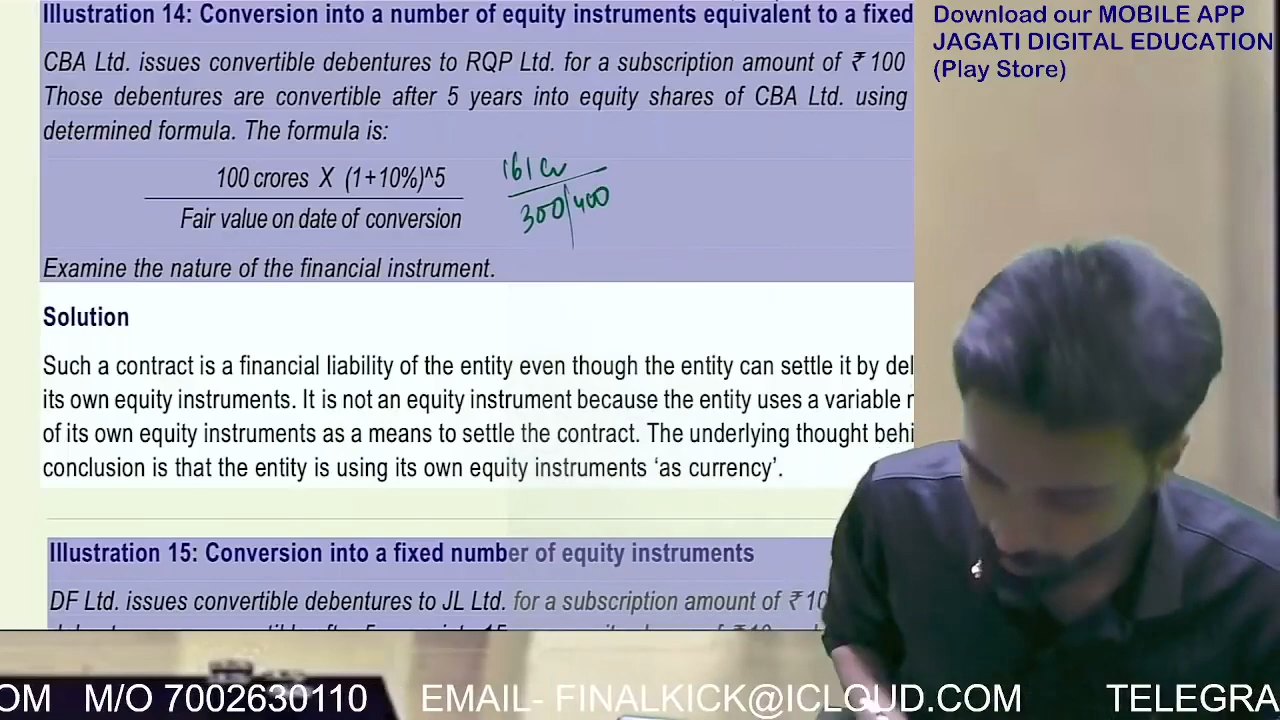 Illustration 14: Conversion into a number of equity instruments equivalent to a fixed
CBA Ltd. issues convertible debentures to RQP Ltd. for a subscription amount of ₹ 100
Those debentures are convertible after 5 years into equity shares of CBA Ltd. using
determined formula. The formula is:
100 crores X (1+10%)^5
Fair value on date of conversion
161 Cr
300/400
Examine the nature of the financial instrument.
Solution
Such a contract is a financial liability of the entity even though the entity can settle it by del
its own equity instruments. It is not an equity instrument because the entity uses a variable
of its own equity instruments as a means to settle the contract. The underlying thought behi
conclusion is that the entity is using its own equity instruments ‘as currency’.
Illustration 15: Conversion into a fixed number of equity instruments
DF Ltd. issues convertible debentures to JL Ltd. for a subscription amount of ₹ 10
Download our MOBILE APP
JAGATI DIGITAL EDUCATION
(Play Store)
OM M/O 7002630110 EMAIL- FINALKICK@ICLOUD.COM TELEGRA